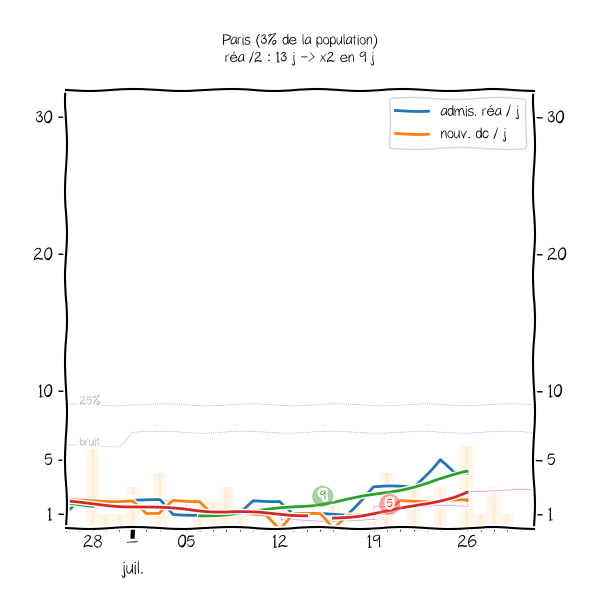 Paris (3% de la population)
réa /2 : 13 j -> x2 en 9 j
admis. réa / j
nouv. dc / j
30 30
20 20
10 10
25%
bruit
5 5
9
5
1 1
28 1 05 12 19 26
juil.